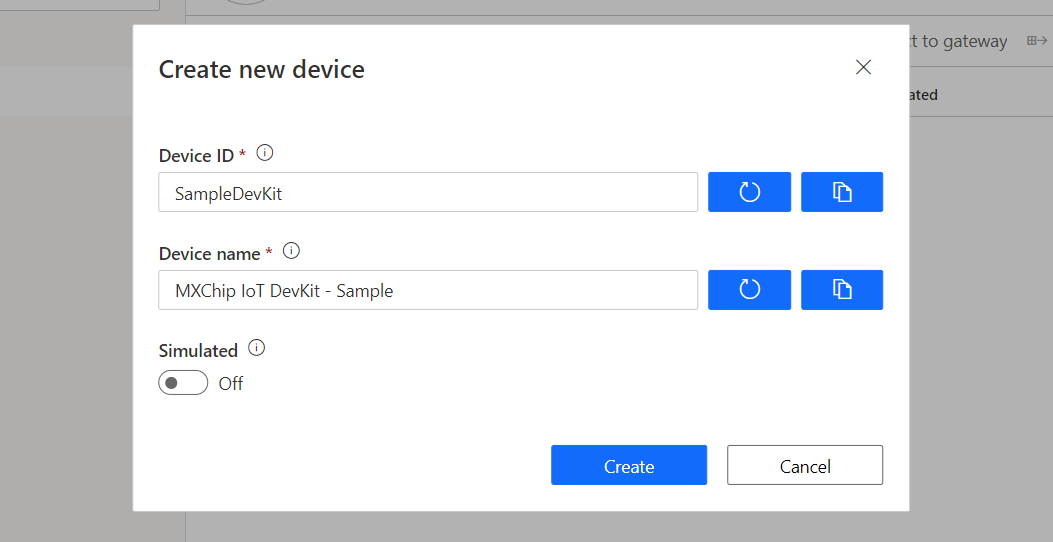 ct to gateway
ated
Create new device
Device ID *
SampleDevKit
Device name *
MXChip IoT DevKit - Sample
Simulated
Off
Create
Cancel